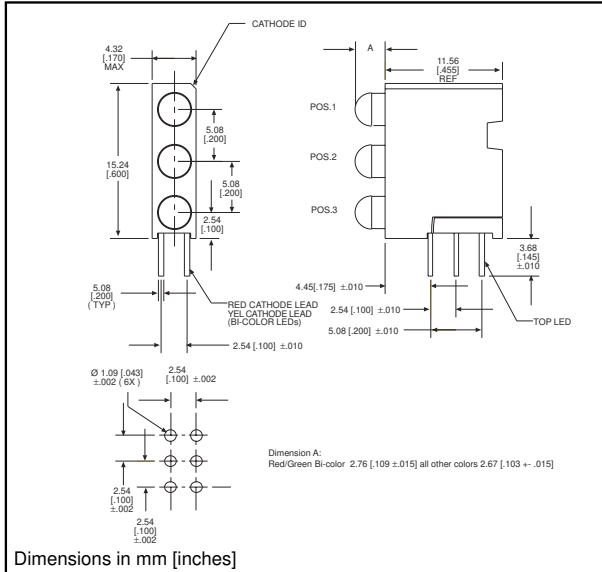 CATHODE ID
4.32
[.170]
MAX
A
11.56
[.455]
REF
POS.1
5.08
[.200]
POS.2
15.24
[.600]
5.08
[.200]
POS.3
2.54
[.100]
3.68
[.145]
±.010
4.45[.175] ±.010
5.08
[.200]
( TYP )
RED CATHODE LEAD
YEL CATHODE LEAD
(BI-COLOR LEDs)
2.54 [.100] ±.010
TOP LED
5.08 [.200] ±.010
2.54 [.100] ±.010
Ø 1.09 [.043]
±.002 ( 6X )
2.54
[.100] ±.002
Dimension A:
Red/Green Bi-color 2.76 [.109 ±.015] all other colors 2.67 [.103 +- .015]
2.54
[.100]
±.002
2.54
[.100]
±.002
Dimensions in mm [inches]